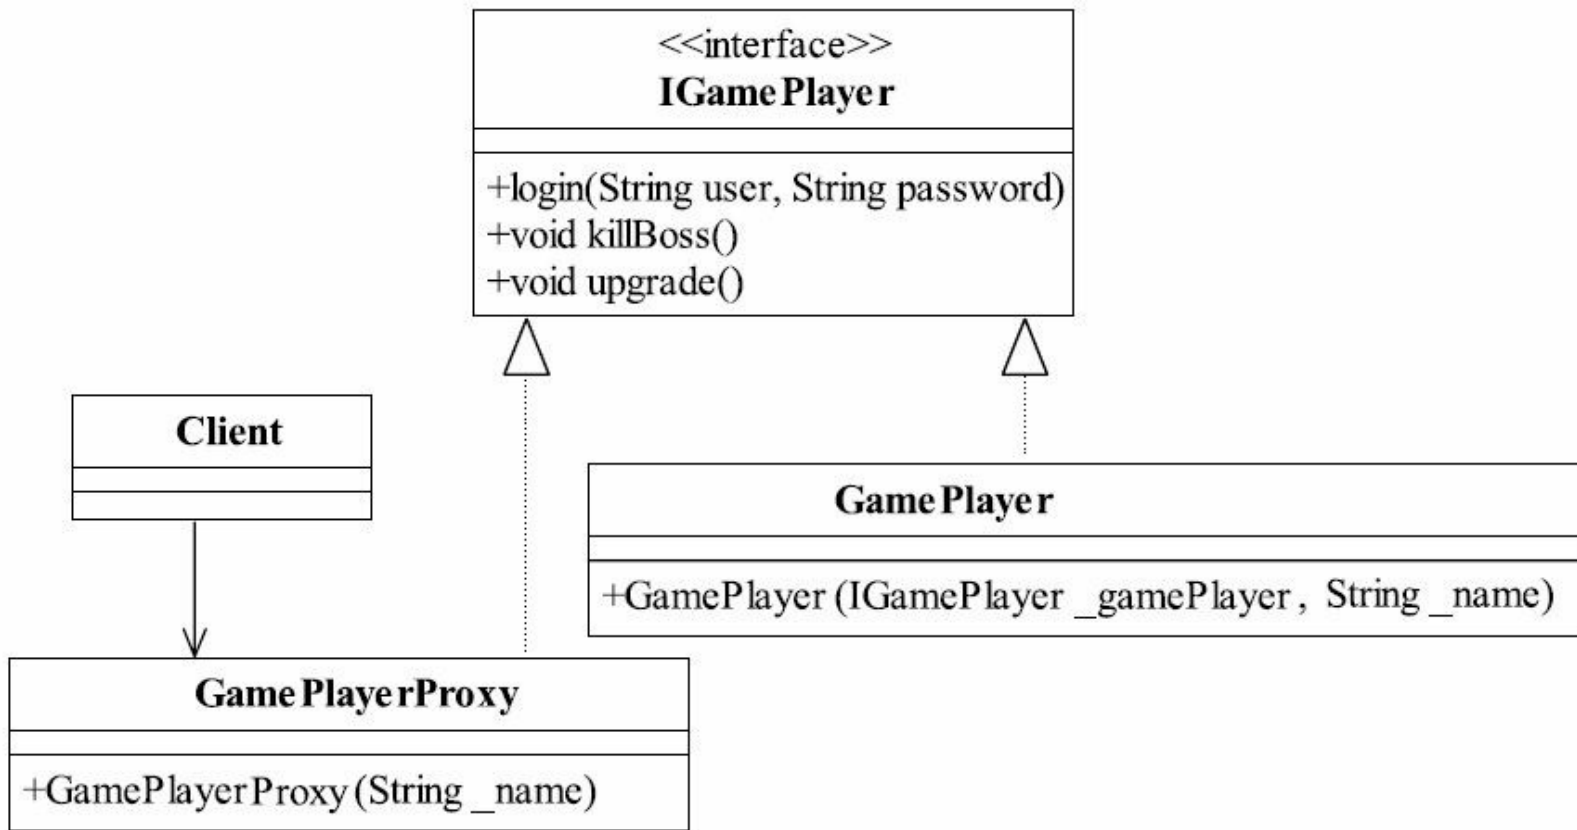 <<interface>>
IGamePlayer
+login(String user, String password)
+void killBoss()
+void upgrade()
Client
GamePlayer
+GamePlayer(IGamePlayer _gamePlayer, String _name)
GamePlayerProxy
+GamePlayerProxy(String _name)